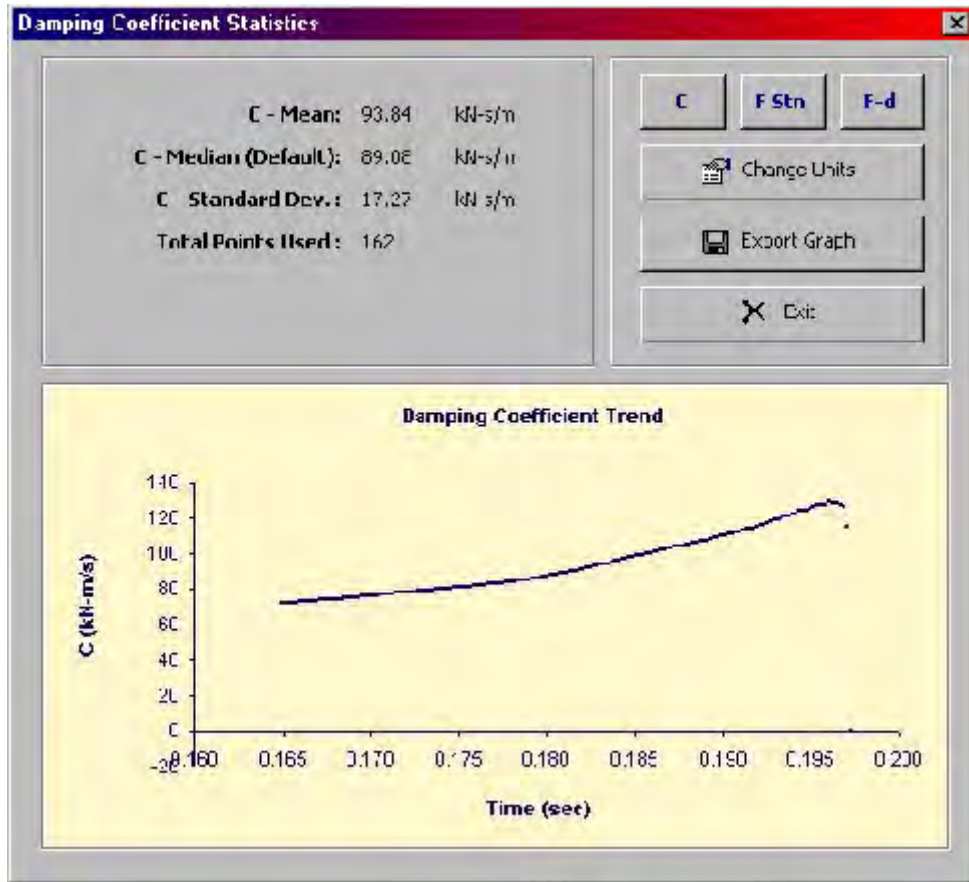 Damping Coefficient Statistics
C - Mean: 93.84 kN-s/m
C - Median (Default): 89.08 kN-s/m
C Standard Dev. : 17.27 kN s/m
Total Points Used : 162
C F Stn F-d
Change Units
Export Graph
Exit
Damping Coefficient Trend
C (kN-m/s)
140
120
100
80
60
40
20
0
-20
0.160 0.165 0.170 0.175 0.180 0.185 0.190 0.195 0.200
Time (sec)